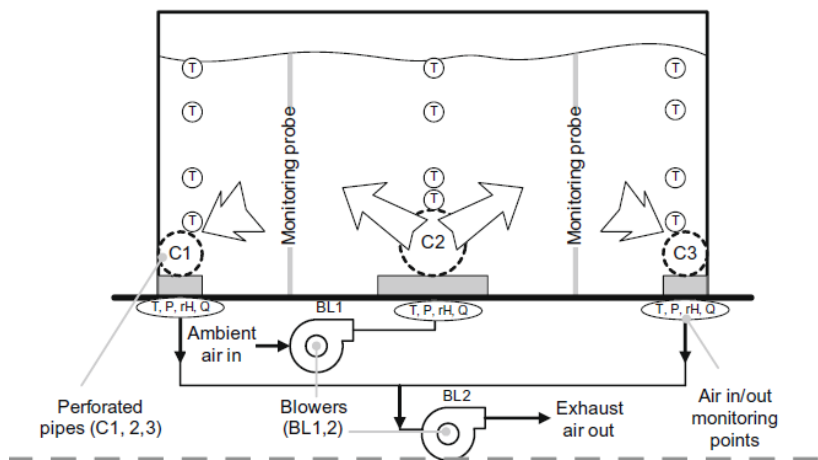 T
T
T
T
T
T
T
T
T
T
T
T
Monitoring probe
Monitoring probe
C1
C2
C3
T, P, rH, Q
T, P, rH, Q
T, P, rH, Q
BL1
Ambient
air in
BL2
Perforated
pipes (C1, 2,3)
Blowers
(BL1,2)
Exhaust
air out
Air in/out
monitoring
points